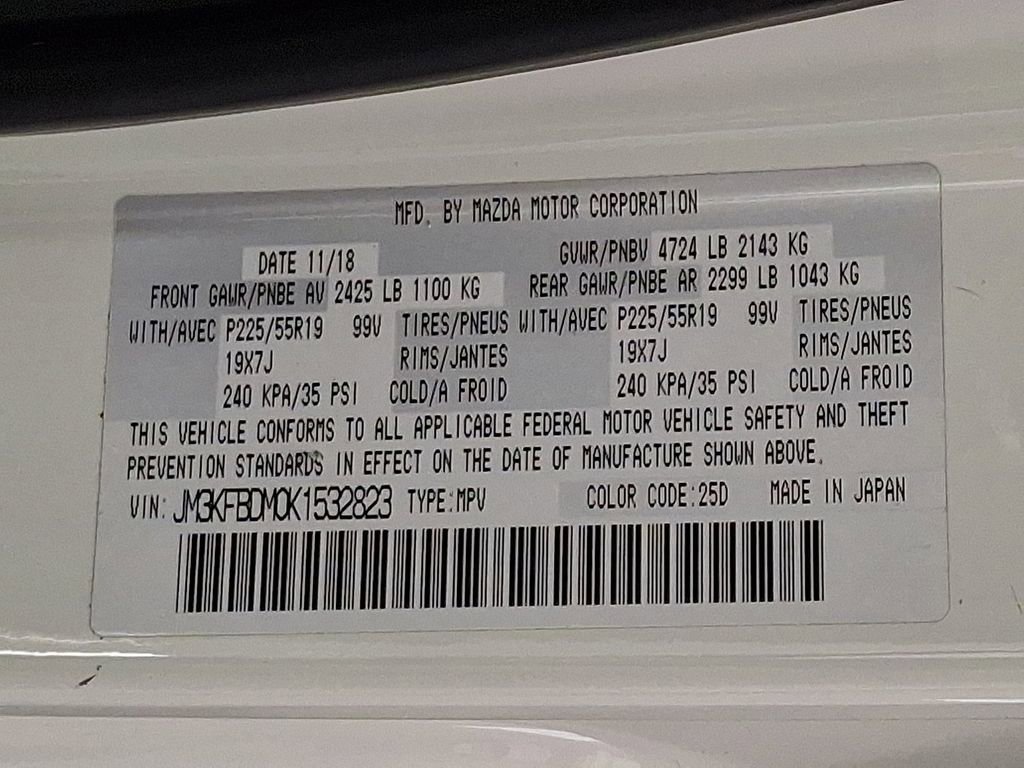 MFD. BY MAZDA MOTOR CORPORATION
DATE 11/18 GVWR/PNBV 4724 LB 2143 KG
FRONT GAWR/PNBE AV 2425 LB 1100 KG REAR GAWR/PNBE AR 2299 LB 1043 KG
WITH/AVEC P225/55R19 99V TIRES/PNEUS WITH/AVEC P225/55R19 99V TIRES/PNEUS
19X7J RIMS/JANTES 19X7J RIMS/JANTES
240 KPA/35 PSI COLD/A FROID 240 KPA/35 PSI COLD/A FROID
THIS VEHICLE CONFORMS TO ALL APPLICABLE FEDERAL MOTOR VEHICLE SAFETY AND THEFT
PREVENTION STANDARDS IN EFFECT ON THE DATE OF MANUFACTURE SHOWN ABOVE.
VIN: JM3KFBDM0K1532823 TYPE:MPV COLOR CODE:25D MADE IN JAPAN